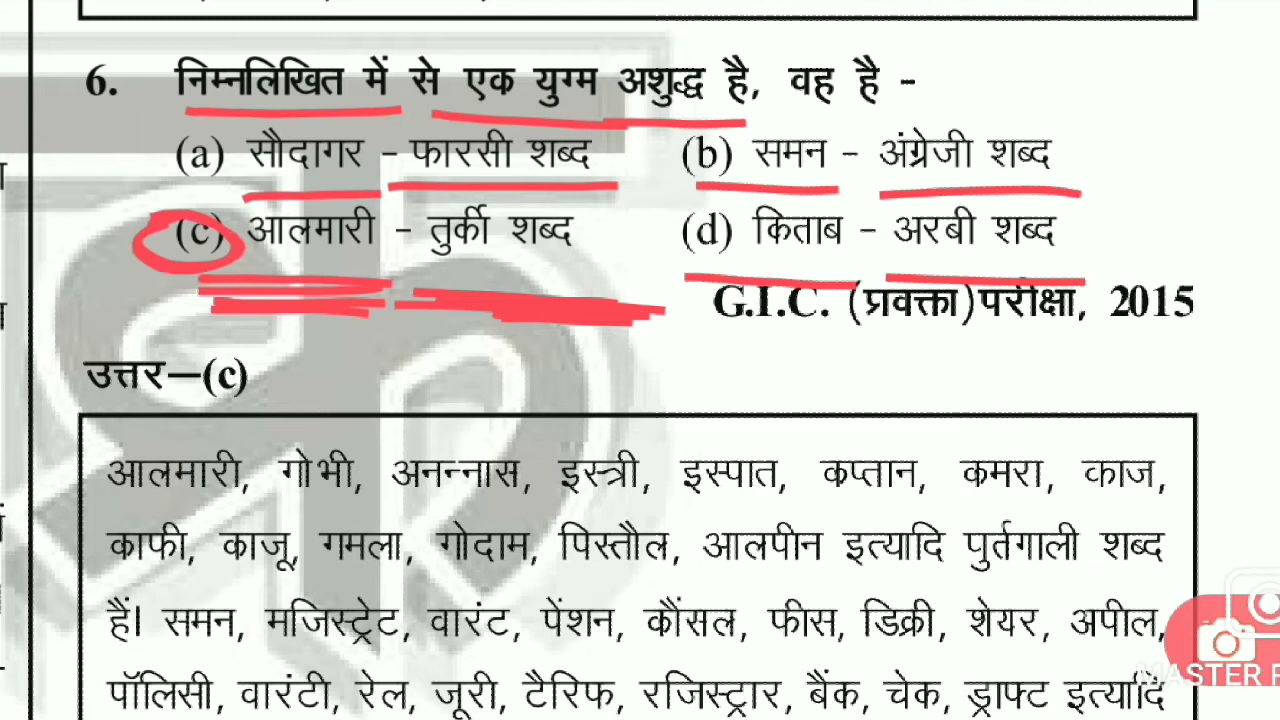 6. निम्नलिखित में से एक युग्म अशुद्ध है, वह है -
(a) सौदागर - फारसी शब्द (b) समन - अंग्रेजी शब्द
(c) आलमारी - तुर्की शब्द (d) किताब - अरबी शब्द
G.I.C. (प्रवक्ता) परीक्षा, 2015
उत्तर—(c)
आलमारी, गोभी, अनन्नास, इस्त्री, इस्पात, कप्तान, कमरा, काज,
काफी, काजू, गमला, गोदाम, पिस्तौल, आलपीन इत्यादि पुर्तगाली शब्द
हैं। समन, मजिस्ट्रेट, वारंट, पेंशन, कौंसल, फीस, डिक्री, शेयर, अपील,
पॉलिसी, वारंटी, रेल, जूरी, टैरिफ, रजिस्ट्रार, बैंक, चेक, ड्राफ्ट इत्यादि
MASTER